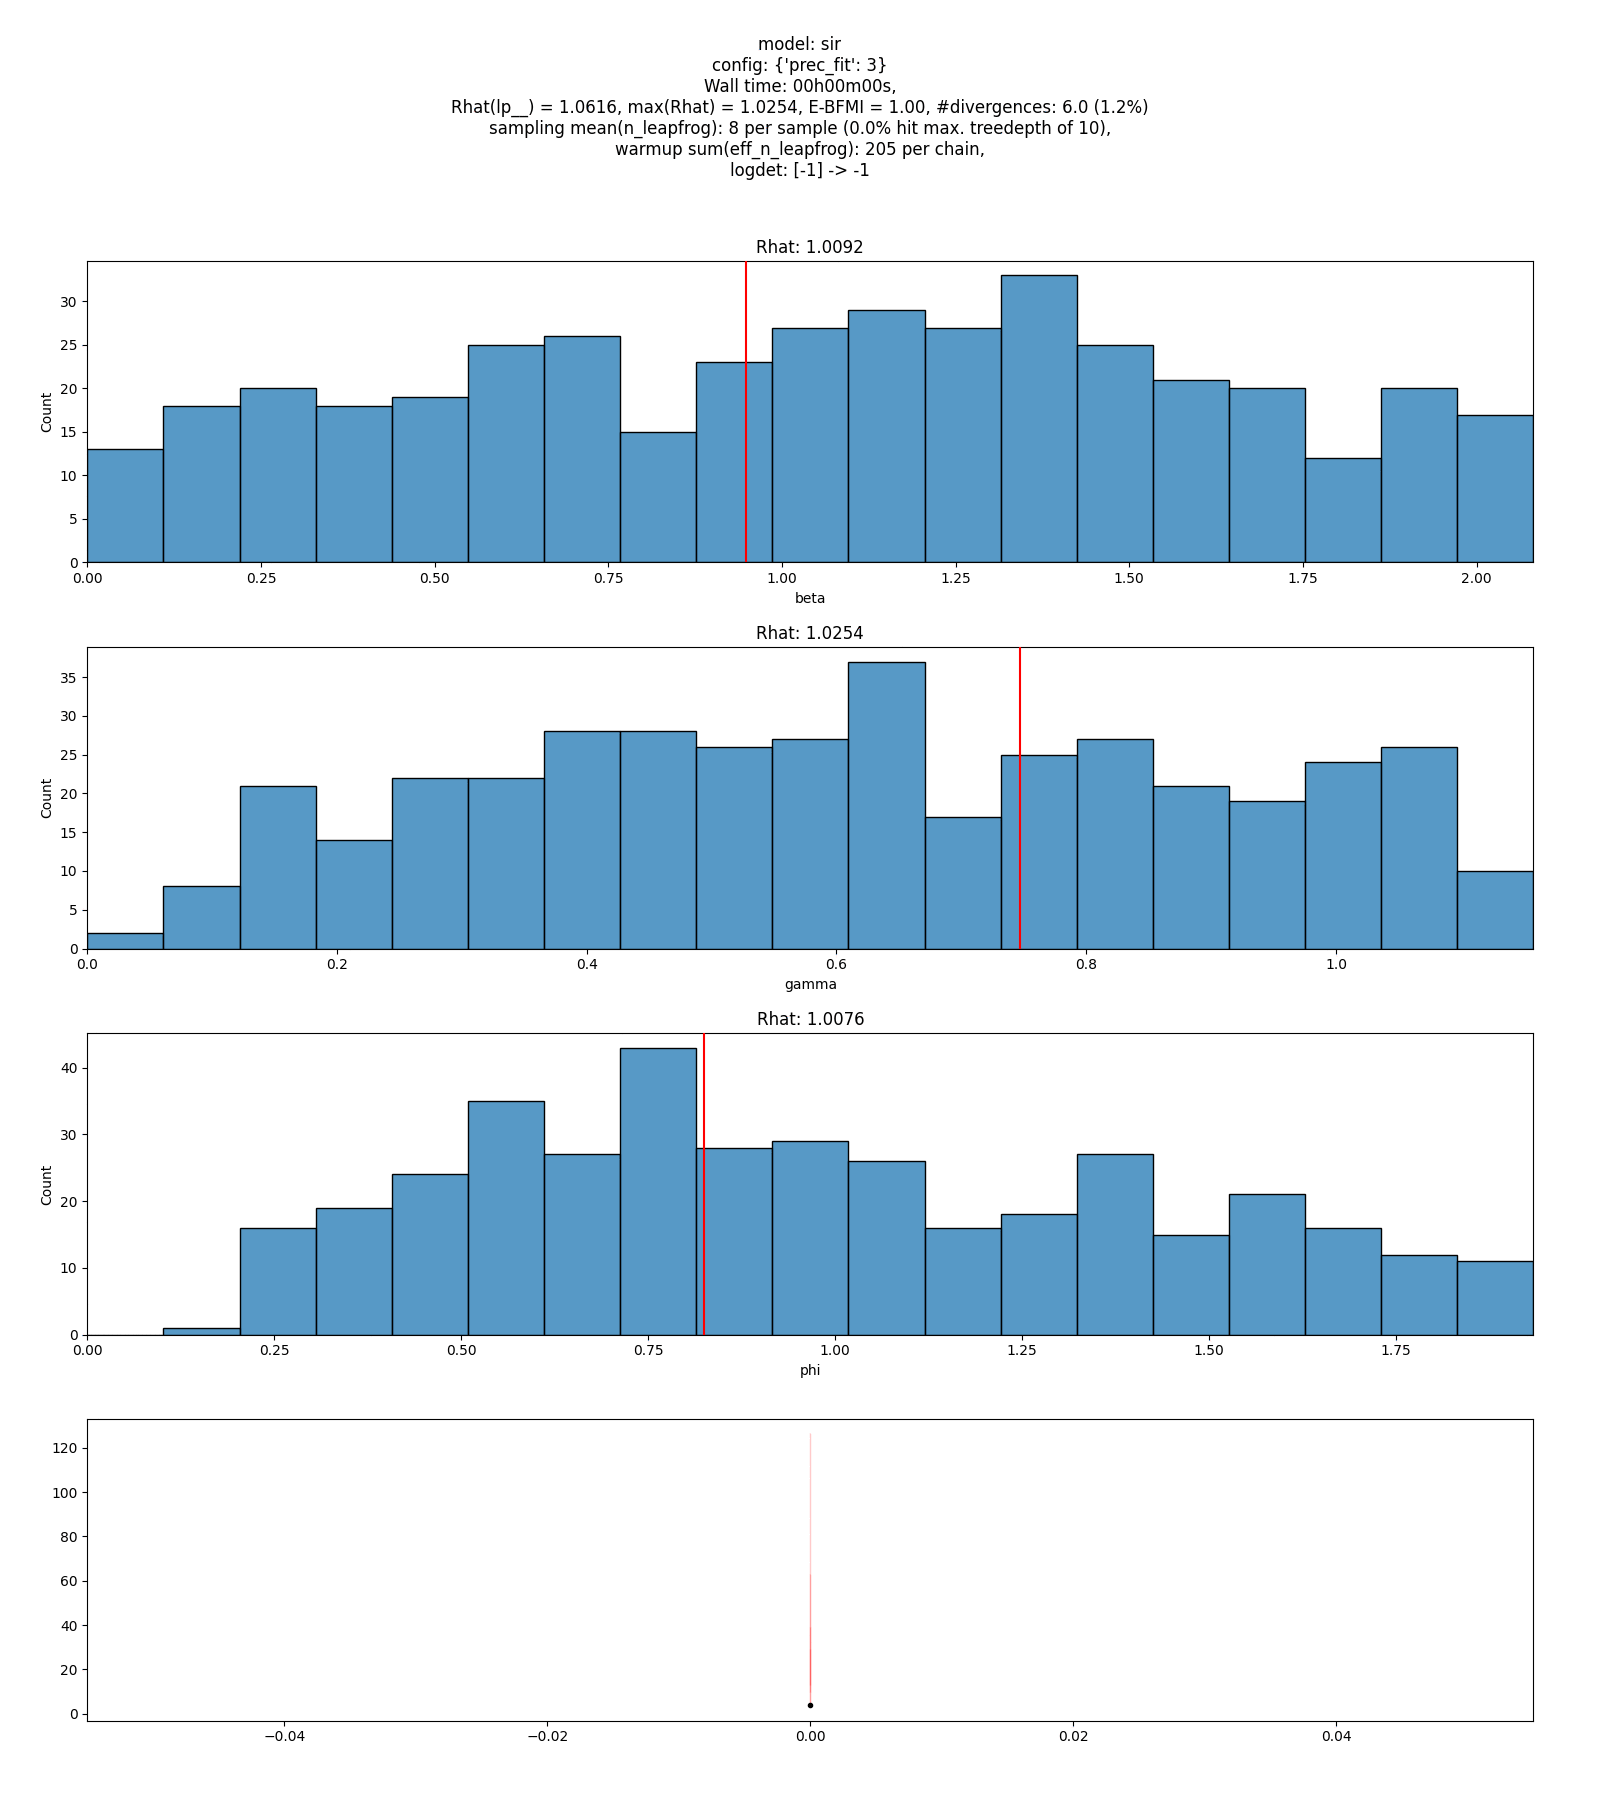 model: sir
config: {'prec_fit': 3}
Wall time: 00h00m00s,
Rhat(lp__) = 1.0616, max(Rhat) = 1.0254, E-BFMI = 1.00, #divergences: 6.0 (1.2%)
sampling mean(n_leapfrog): 8 per sample (0.0% hit max. treedepth of 10),
warmup sum(eff_n_leapfrog): 205 per chain,
logdet: [-1] -> -1
Rhat: 1.0092
30
25
20
15
10
5
0
Count
0.00 0.25 0.50 0.75 1.00 1.25 1.50 1.75 2.00
beta
Rhat: 1.0254
35
30
25
20
15
10
5
0
Count
0.0 0.2 0.4 0.6 0.8 1.0
gamma
Rhat: 1.0076
40
30
20
10
0
Count
0.00 0.25 0.50 0.75 1.00 1.25 1.50 1.75
phi
120
100
80
60
40
20
0
−0.04 −0.02 0.00 0.02 0.04